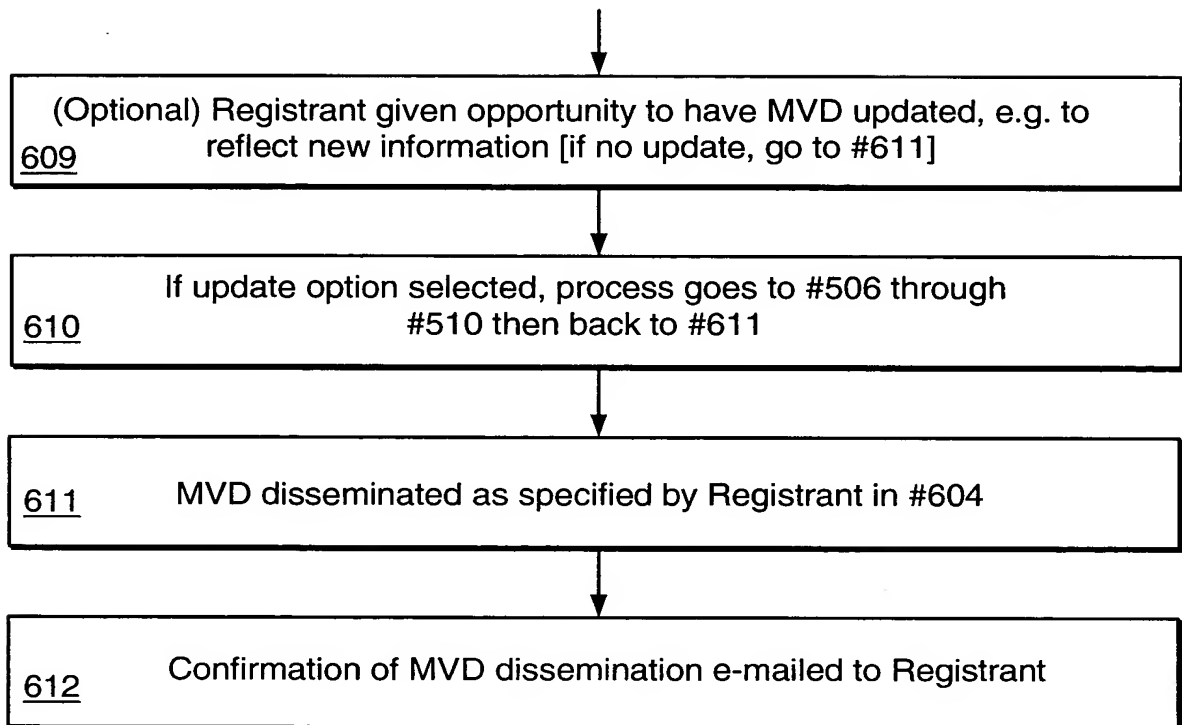 (Optional) Registrant given opportunity to have MVD updated, e.g. to
609 reflect new information [if no update, go to #611]
If update option selected, process goes to #506 through
610 #510 then back to #611
611 MVD disseminated as specified by Registrant in #604
612 Confirmation of MVD dissemination e-mailed to Registrant